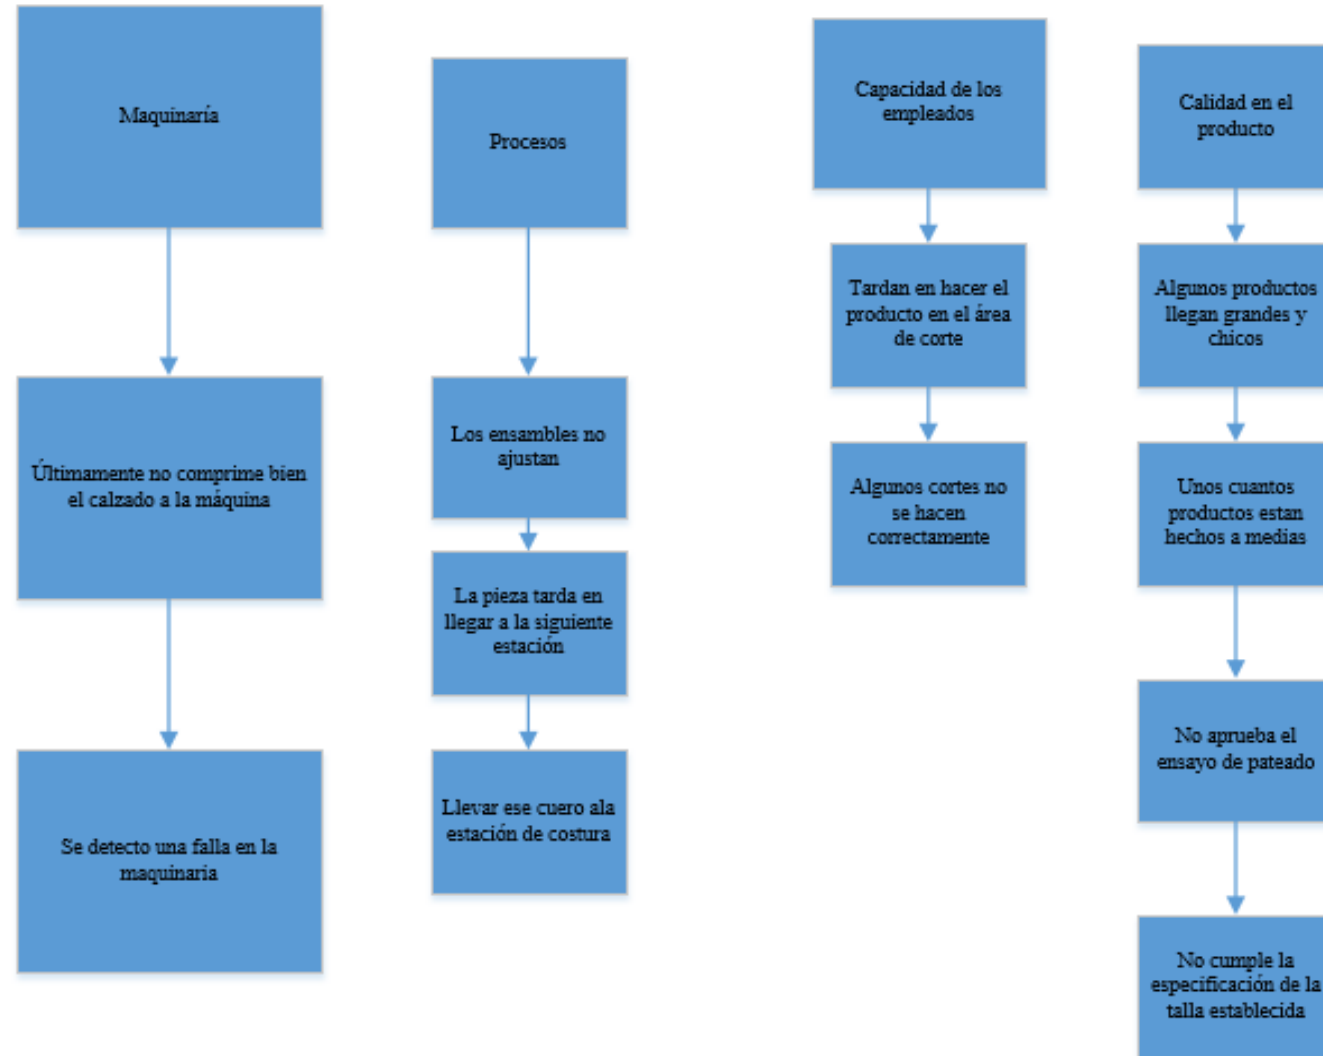 Maquinaría
Últimamente no comprime bien
el calzado a la máquina
Se detecto una falla en la
maquinaria
Procesos
Los ensambles no
ajustan
La pieza tarda en
llegar a la siguiente
estación
Llevar ese cuero ala
estación de costura
Capacidad de los
empleados
Tardan en hacer el
producto en el área
de corte
Algunos cortes no
se hacen
correctamente
Calidad en el
producto
Algunos productos
llegan grandes y
chicos
Unos cuantos
productos estan
hechos a medias
No aprueba el
ensayo de pateado
No cumple la
especificación de la
talla establecida